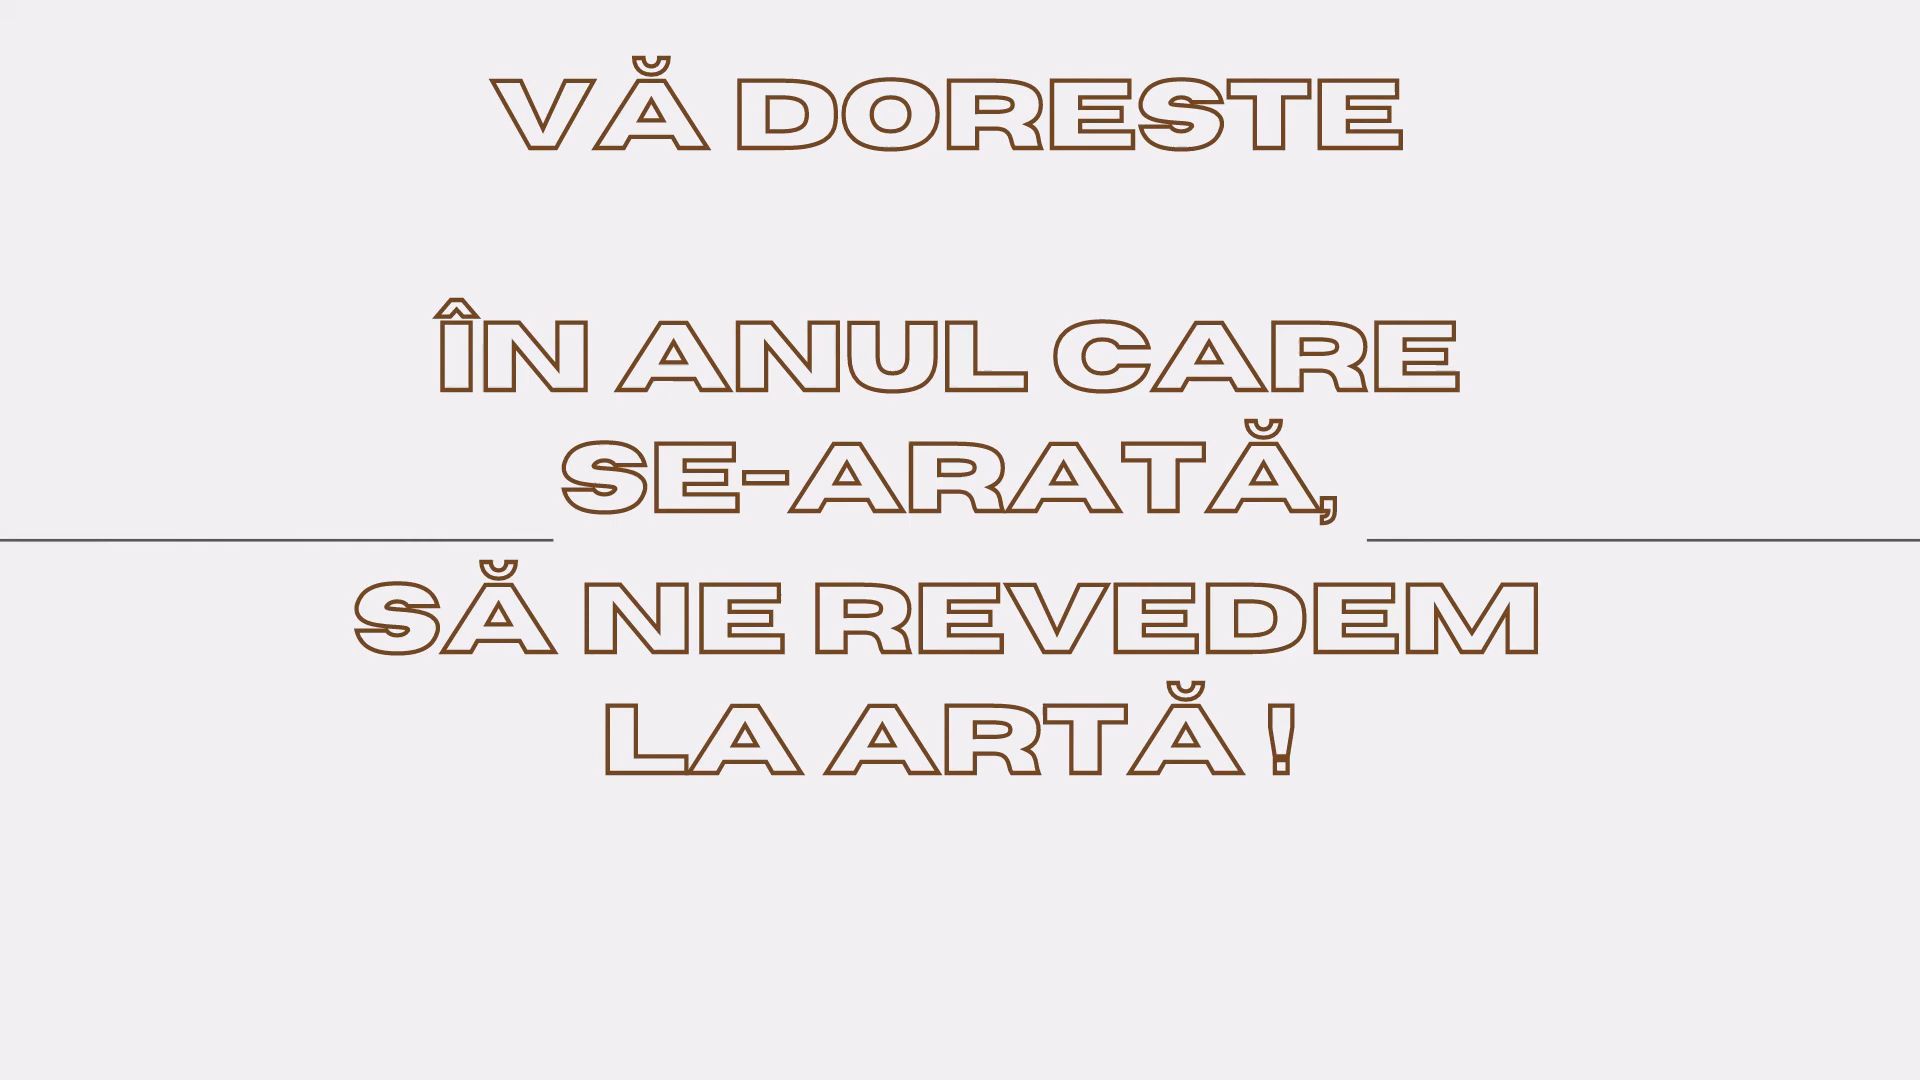 VĂ DORESTE
ÎN ANUL CARE
SE-ARATĂ,
SĂ NE REVEDEM
LA ARTĂ !